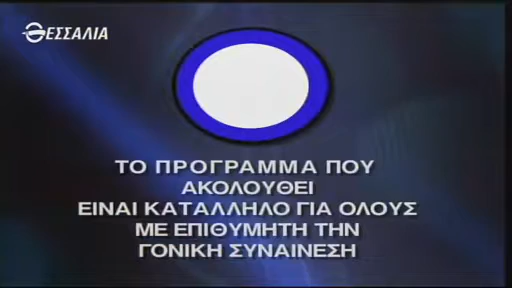 ΘΕΣΣΑΛΙΑ
ΤΟ ΠΡΟΓΡΑΜΜΑ ΠΟΥ
ΑΚΟΛΟΥΘΕΙ
ΕΙΝΑΙ ΚΑΤΑΛΛΗΛΟ ΓΙΑ ΟΛΟΥΣ
ΜΕ ΕΠΙΘΥΜΗΤΗ ΤΗΝ
ΓΟΝΙΚΗ ΣΥΝΑΙΝΕΣΗ